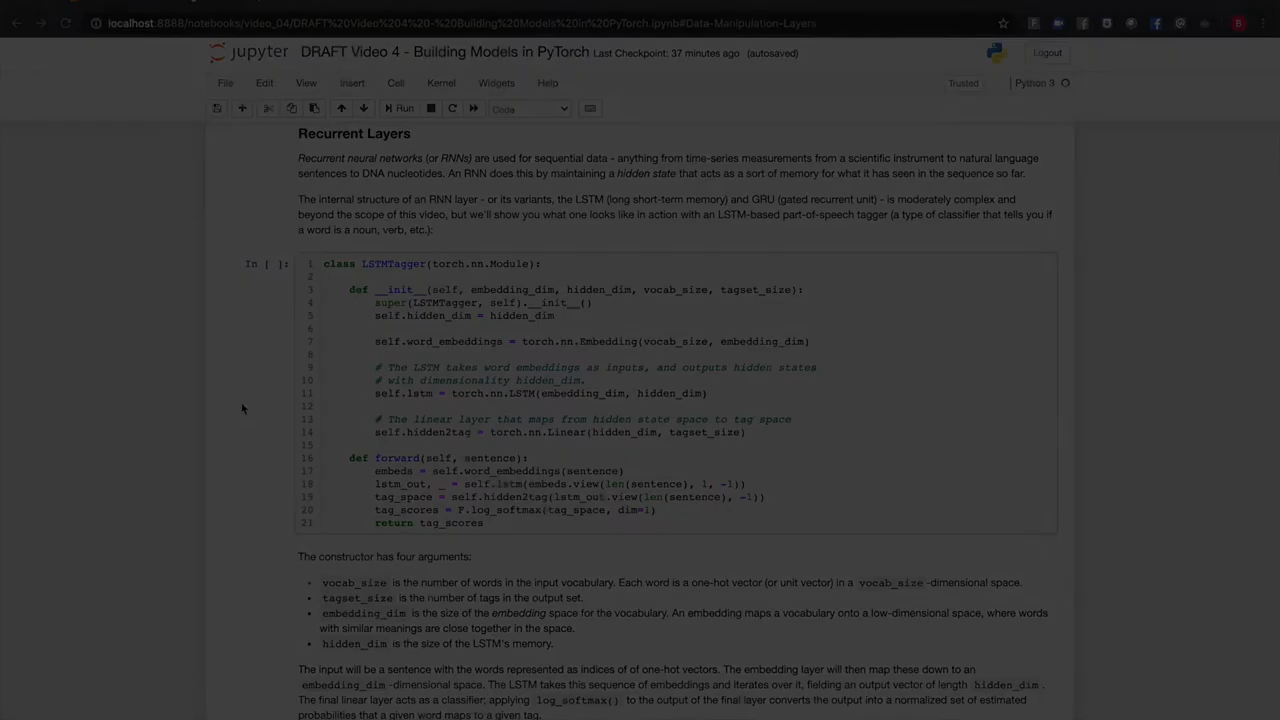 localhost:8888/notebooks/video_04/DRAFT%20Video%204%20-%20Building%20Models%20in%20PyTorch.ipynb#Data-Manipulation-Layers
jupyter DRAFT Video 4 - Building Models in PyTorch Last Checkpoint: 37 minutes ago (autosaved)
Logout
File Edit View Insert Cell Kernel Widgets Help
Trusted
Python 3
Run
Code
Recurrent Layers
Recurrent neural networks (or RNNs) are used for sequential data - anything from time-series measurements from a scientific instrument to natural language
sentences to DNA nucleotides. An RNN does this by maintaining a hidden state that acts as a sort of memory for what it has seen in the sequence so far.
The internal structure of an RNN layer - or its variants, the LSTM (long short-term memory) and GRU (gated recurrent unit) - is moderately complex and
beyond the scope of this video, but we'll show you what one looks like in action with an LSTM-based part-of-speech tagger (a type of classifier that tells you if
a word is a noun, verb, etc.):
In [ ]:
1 class LSTMTagger(torch.nn.Module):
2
3     def __init__(self, embedding_dim, hidden_dim, vocab_size, tagset_size):
4         super(LSTMTagger, self).__init__()
5         self.hidden_dim = hidden_dim
6
7         self.word_embeddings = torch.nn.Embedding(vocab_size, embedding_dim)
8
9         # The LSTM takes word embeddings as inputs, and outputs hidden states
10         # with dimensionality hidden_dim.
11         self.lstm = torch.nn.LSTM(embedding_dim, hidden_dim)
12
13         # The linear layer that maps from hidden state space to tag space
14         self.hidden2tag = torch.nn.Linear(hidden_dim, tagset_size)
15
16     def forward(self, sentence):
17         embeds = self.word_embeddings(sentence)
18         lstm_out, _ = self.lstm(embeds.view(len(sentence), 1, -1))
19         tag_space = self.hidden2tag(lstm_out.view(len(sentence), -1))
20         tag_scores = F.log_softmax(tag_space, dim=1)
21         return tag_scores
The constructor has four arguments:
• vocab_size is the number of words in the input vocabulary. Each word is a one-hot vector (or unit vector) in a vocab_size -dimensional space.
• tagset_size is the number of tags in the output set.
• embedding_dim is the size of the embedding space for the vocabulary. An embedding maps a vocabulary onto a low-dimensional space, where words
with similar meanings are close together in the space.
• hidden_dim is the size of the LSTM's memory.
The input will be a sentence with the words represented as indices of of one-hot vectors. The embedding layer will then map these down to an
embedding_dim -dimensional space. The LSTM takes this sequence of embeddings and iterates over it, fielding an output vector of length hidden_dim .
The final linear layer acts as a classifier; applying log_softmax() to the output of the final layer converts the output into a normalized set of estimated
probabilities that a given word maps to a given tag.